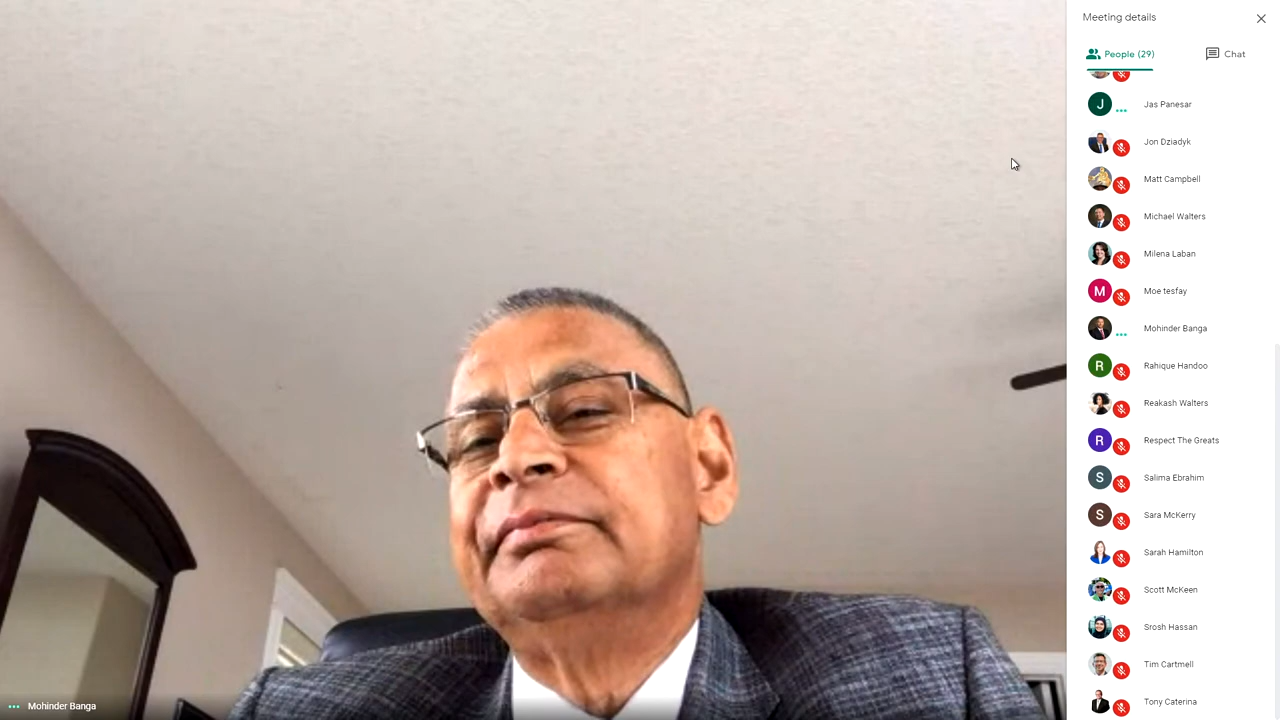 Meeting details
People (29)
Chat
J
Jas Panesar
Jon Dziadyk
Matt Campbell
Michael Walters
Milena Laban
M
Moe tesfay
Mohinder Banga
R
Rahique Handoo
Reakash Walters
R
Respect The Greats
S
Salima Ebrahim
S
Sara McKerry
Sarah Hamilton
Scott McKeen
Srosh Hassan
Tim Cartmell
Tony Caterina
Mohinder Banga